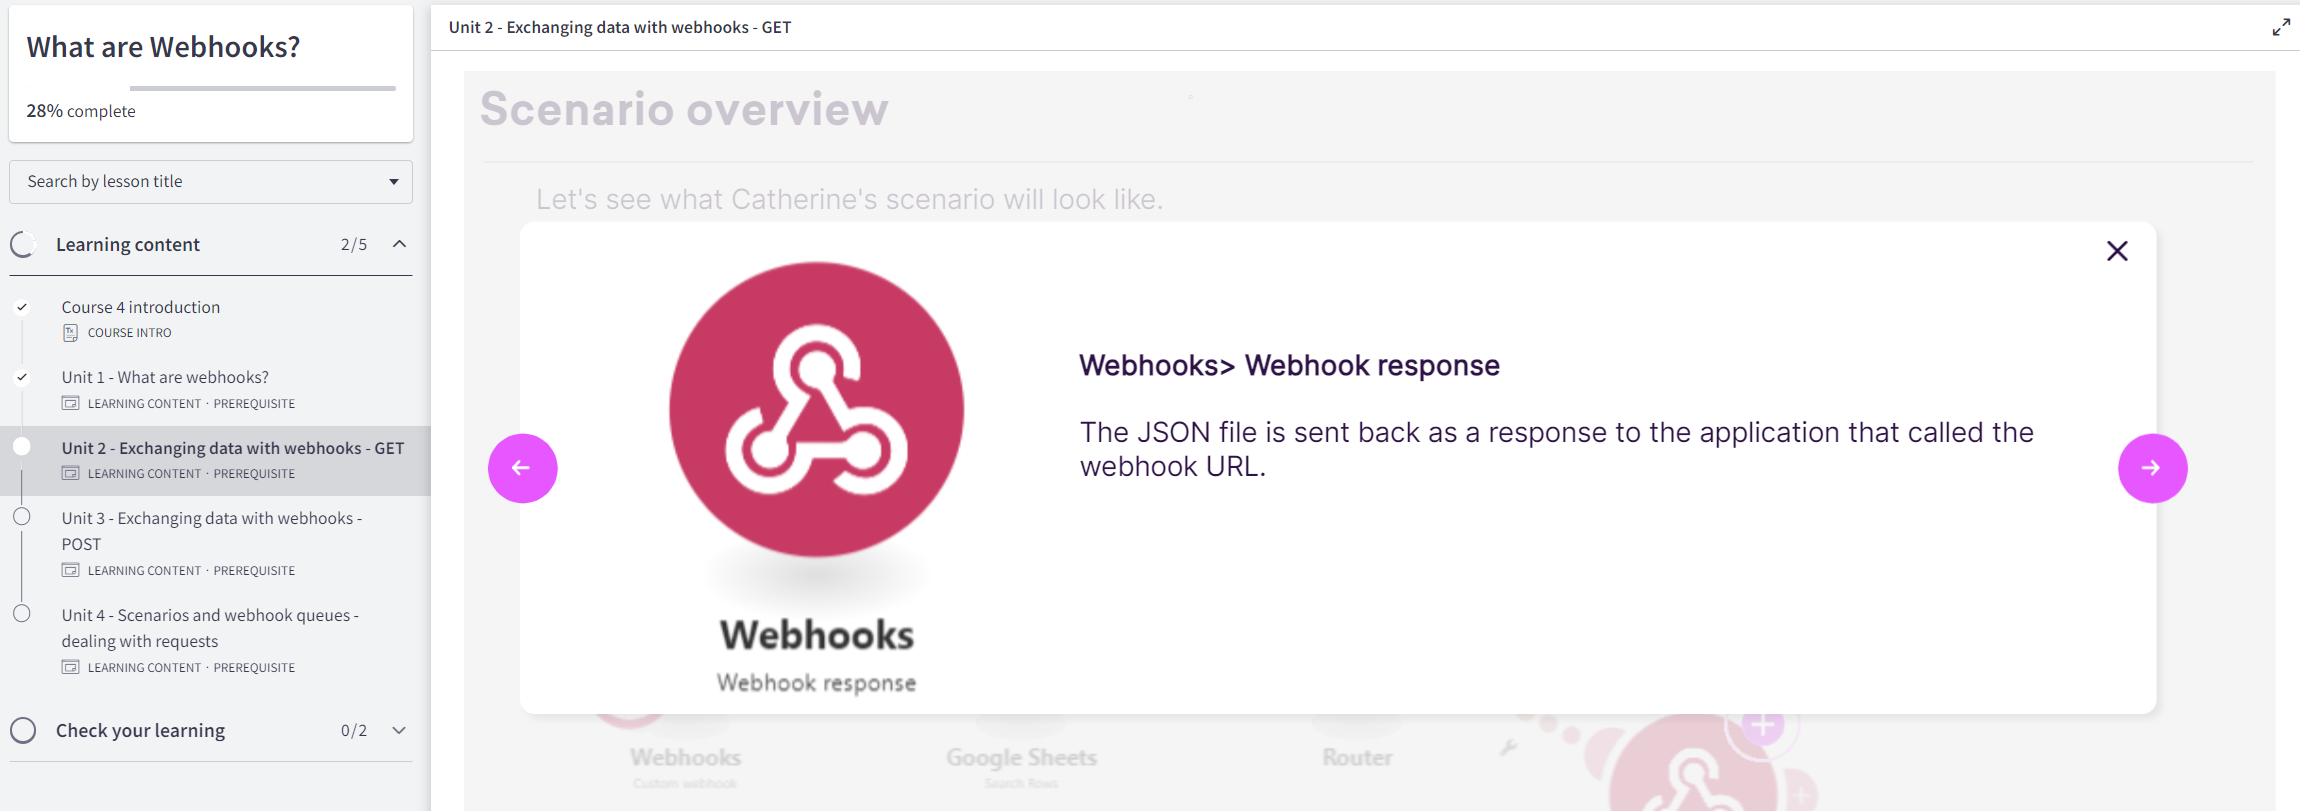 What are Webhooks?
28% complete
Search by lesson title
Learning content 2/5
Course 4 introduction
COURSE INTRO
Unit 1 - What are webhooks?
LEARNING CONTENT · PREREQUISITE
Unit 2 - Exchanging data with webhooks - GET
LEARNING CONTENT · PREREQUISITE
Unit 3 - Exchanging data with webhooks -
POST
LEARNING CONTENT · PREREQUISITE
Unit 4 - Scenarios and webhook queues -
dealing with requests
LEARNING CONTENT · PREREQUISITE
Check your learning 0/2
Unit 2 - Exchanging data with webhooks - GET
Scenario overview
Let's see what Catherine's scenario will look like.
Webhooks> Webhook response
The JSON file is sent back as a response to the application that called the
webhook URL.
Webhooks
Webhook response
Webhooks
Custom webhook
Google Sheets
Search Rows
Router